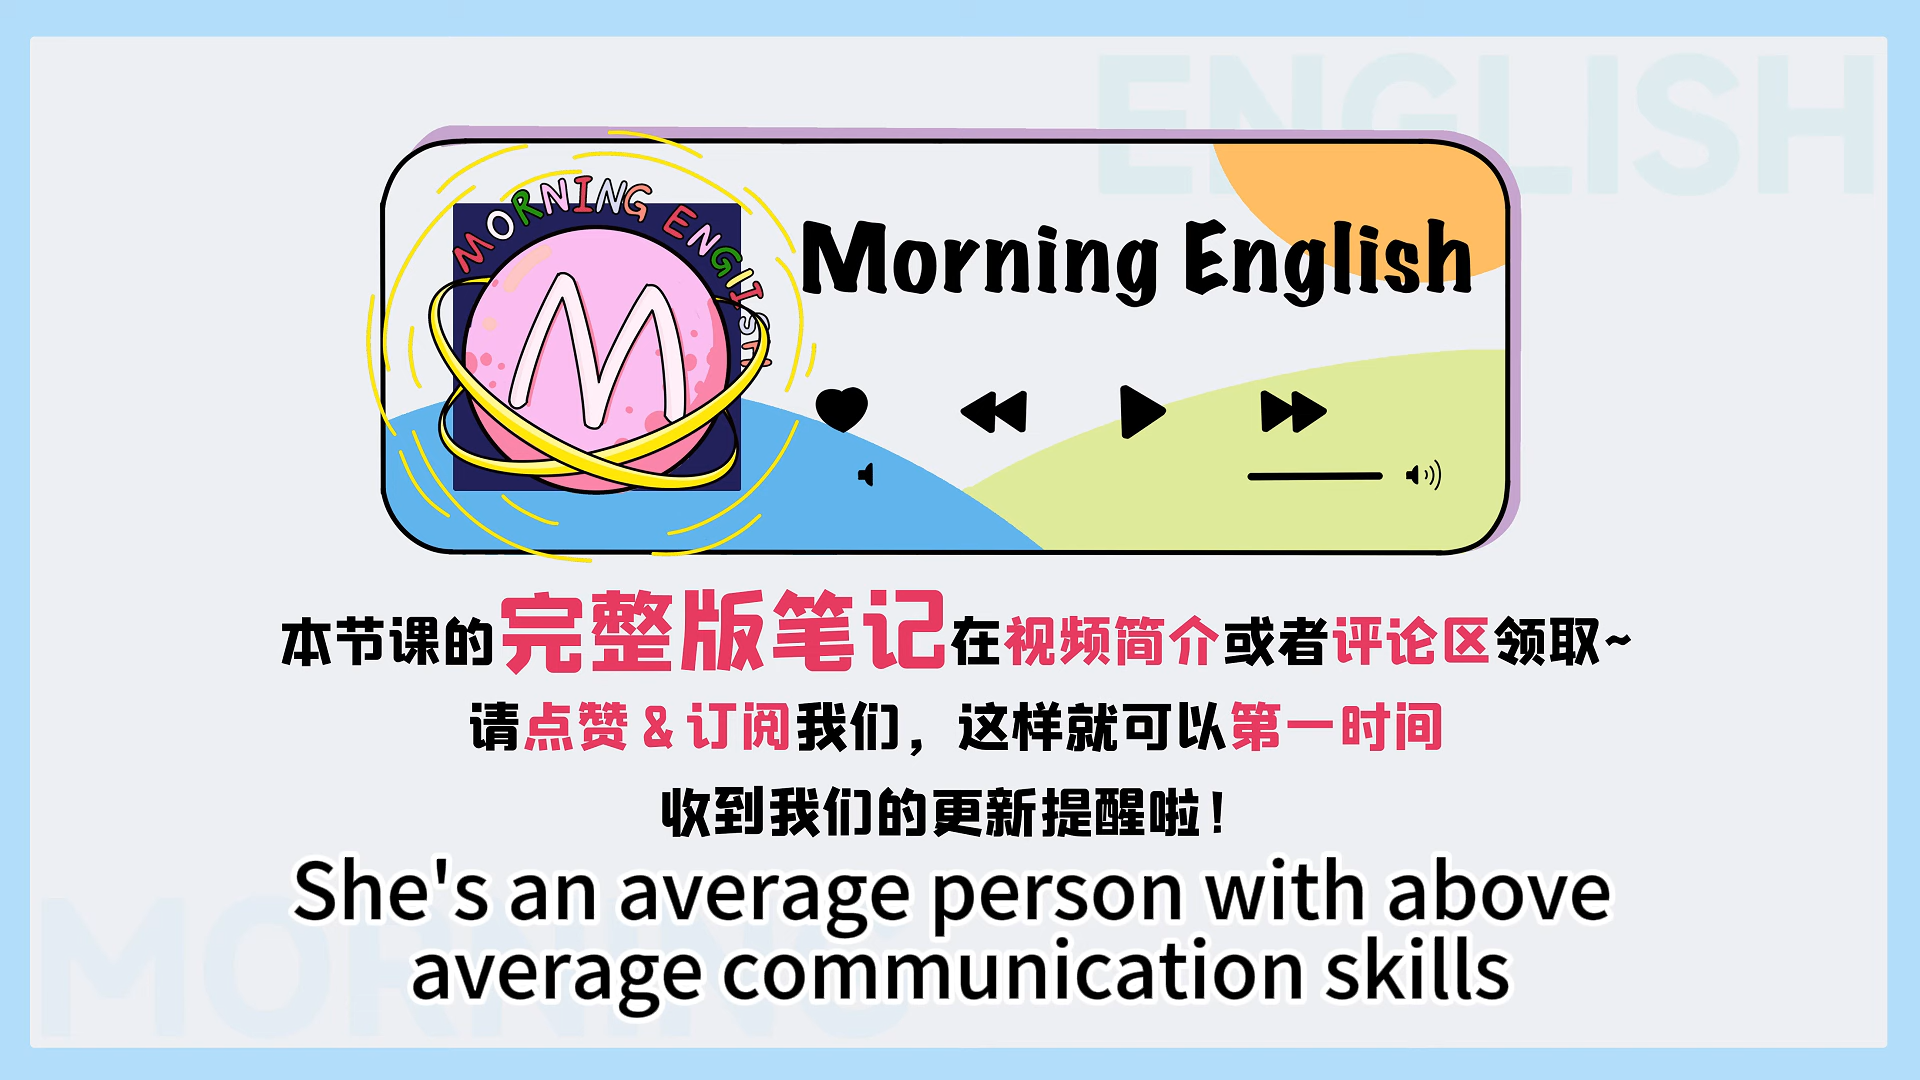 ENGLISH
MORNING ENGLISH
M
Morning English
本节课的完整版笔记在视频简介或者评论区领取~
请点赞&订阅我们，这样就可以第一时间
收到我们的更新提醒啦！
She's an average person with above
average communication skills
MORNING